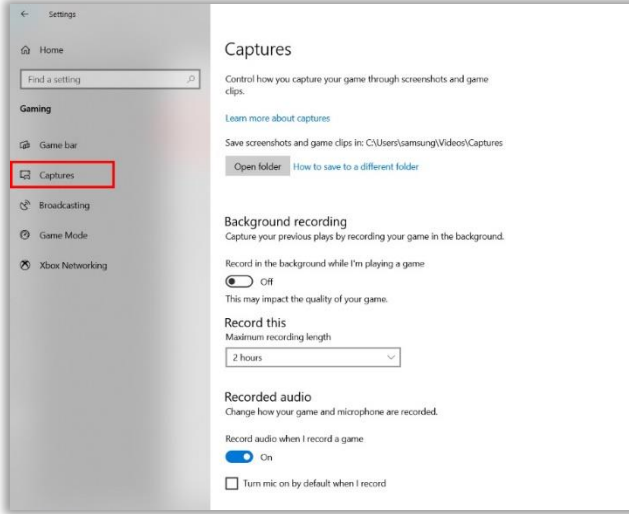 Settings
Home
Find a setting
Gaming
Game bar
Captures
Broadcasting
Game Mode
Xbox Networking
Captures
Control how you capture your game through screenshots and game
clips.
Learn more about captures
Save screenshots and game clips in: C:\Users\samsung\Videos\Captures
Open folder How to save to a different folder
Background recording
Capture your previous plays by recording your game in the background.
Record in the background while I'm playing a game
Off
This may impact the quality of your game.
Record this
Maximum recording length
2 hours
Recorded audio
Change how your game and microphone are recorded.
Record audio when I record a game
On
Turn mic on by default when I record